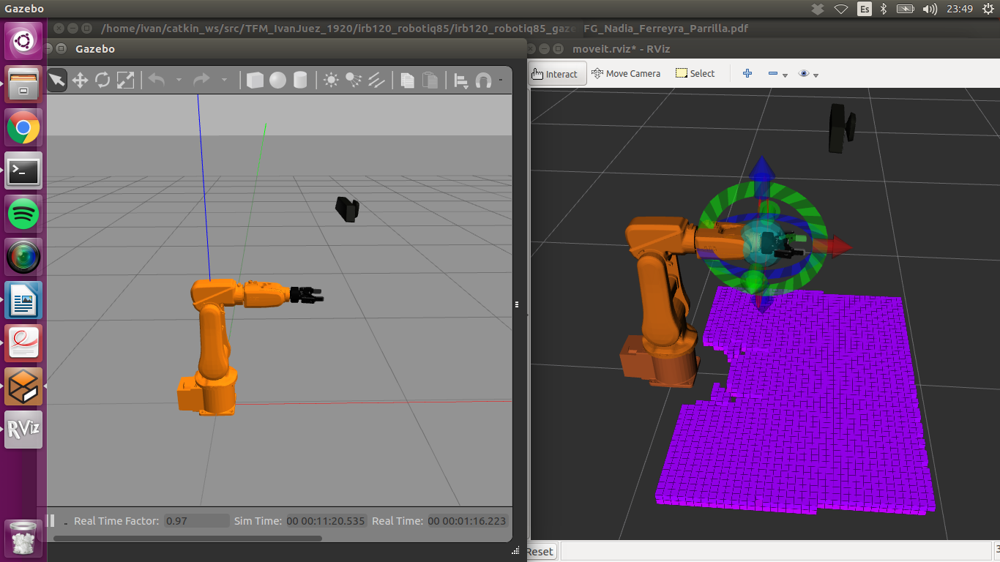 Gazebo
Es
23:49
/home/ivan/catkin_ws/src/TFM_IvanJuez_1920/irb120_robotiq85/irb120_robotiq85_gaze
FG_Nadia_Ferreyra_Parrilla.pdf
Gazebo
moveit.rviz* - RViz
Interact
Move Camera
Select
RViz
Real Time Factor: 0.97 Sim Time: 00 00:11:20.535 Real Time: 00 00:01:16.223
Reset
3